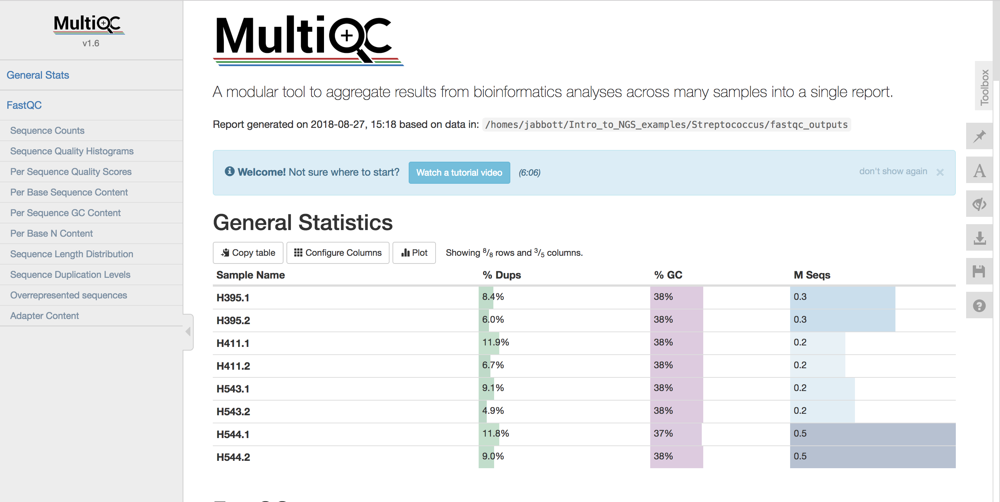 MultiQC
v1.6
General Stats
FastQC
Sequence Counts
Sequence Quality Histograms
Per Sequence Quality Scores
Per Base Sequence Content
Per Sequence GC Content
Per Base N Content
Sequence Length Distribution
Sequence Duplication Levels
Overrepresented sequences
Adapter Content
MultiQC
A modular tool to aggregate results from bioinformatics analyses across many samples into a single report.
Report generated on 2018-08-27, 15:18 based on data in: /homes/jabbott/Intro_to_NGS_examples/Streptococcus/fastqc_outputs
Welcome! Not sure where to start? Watch a tutorial video (6:06) don't show again ×
General Statistics
Copy table Configure Columns Plot Showing 8/8 rows and 3/5 columns.
Sample Name % Dups % GC M Seqs
H395.1 8.4% 38% 0.3
H395.2 6.0% 38% 0.3
H411.1 11.9% 38% 0.2
H411.2 6.7% 38% 0.2
H543.1 9.1% 38% 0.2
H543.2 4.9% 38% 0.2
H544.1 11.8% 37% 0.5
H544.2 9.0% 38% 0.5
Toolbox
A